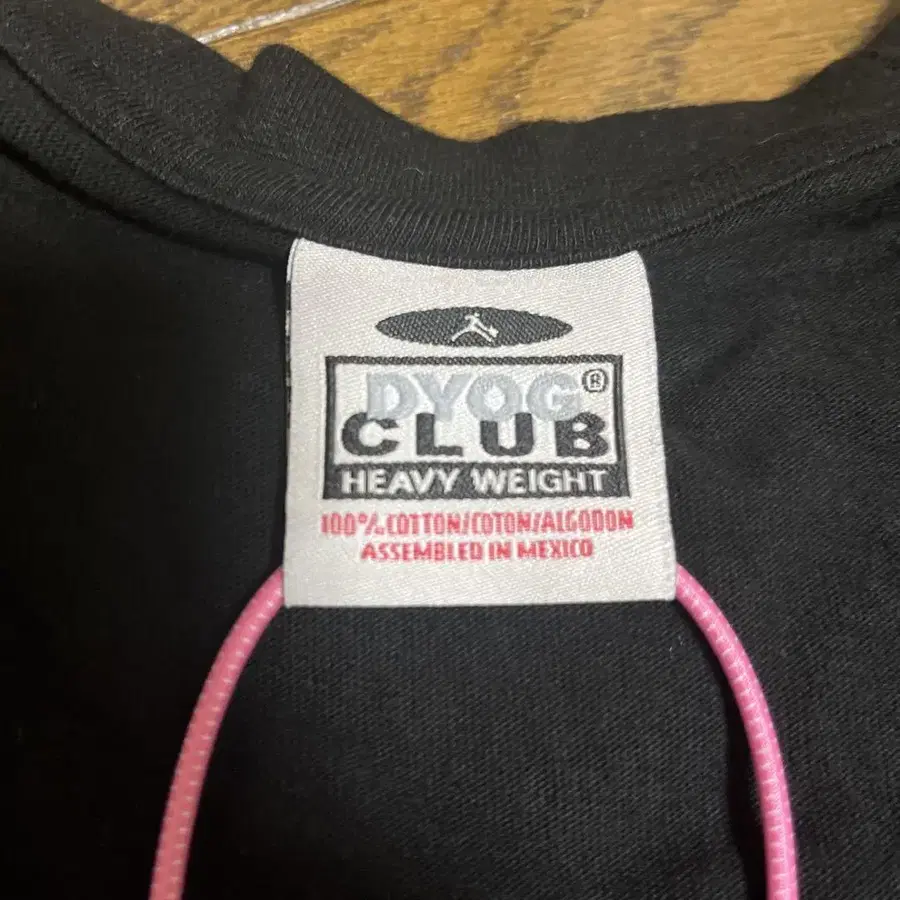 DYOG®
CLUB
HEAVY WEIGHT
100% COTTON/COTON/ALGODON
ASSEMBLED IN MEXICO